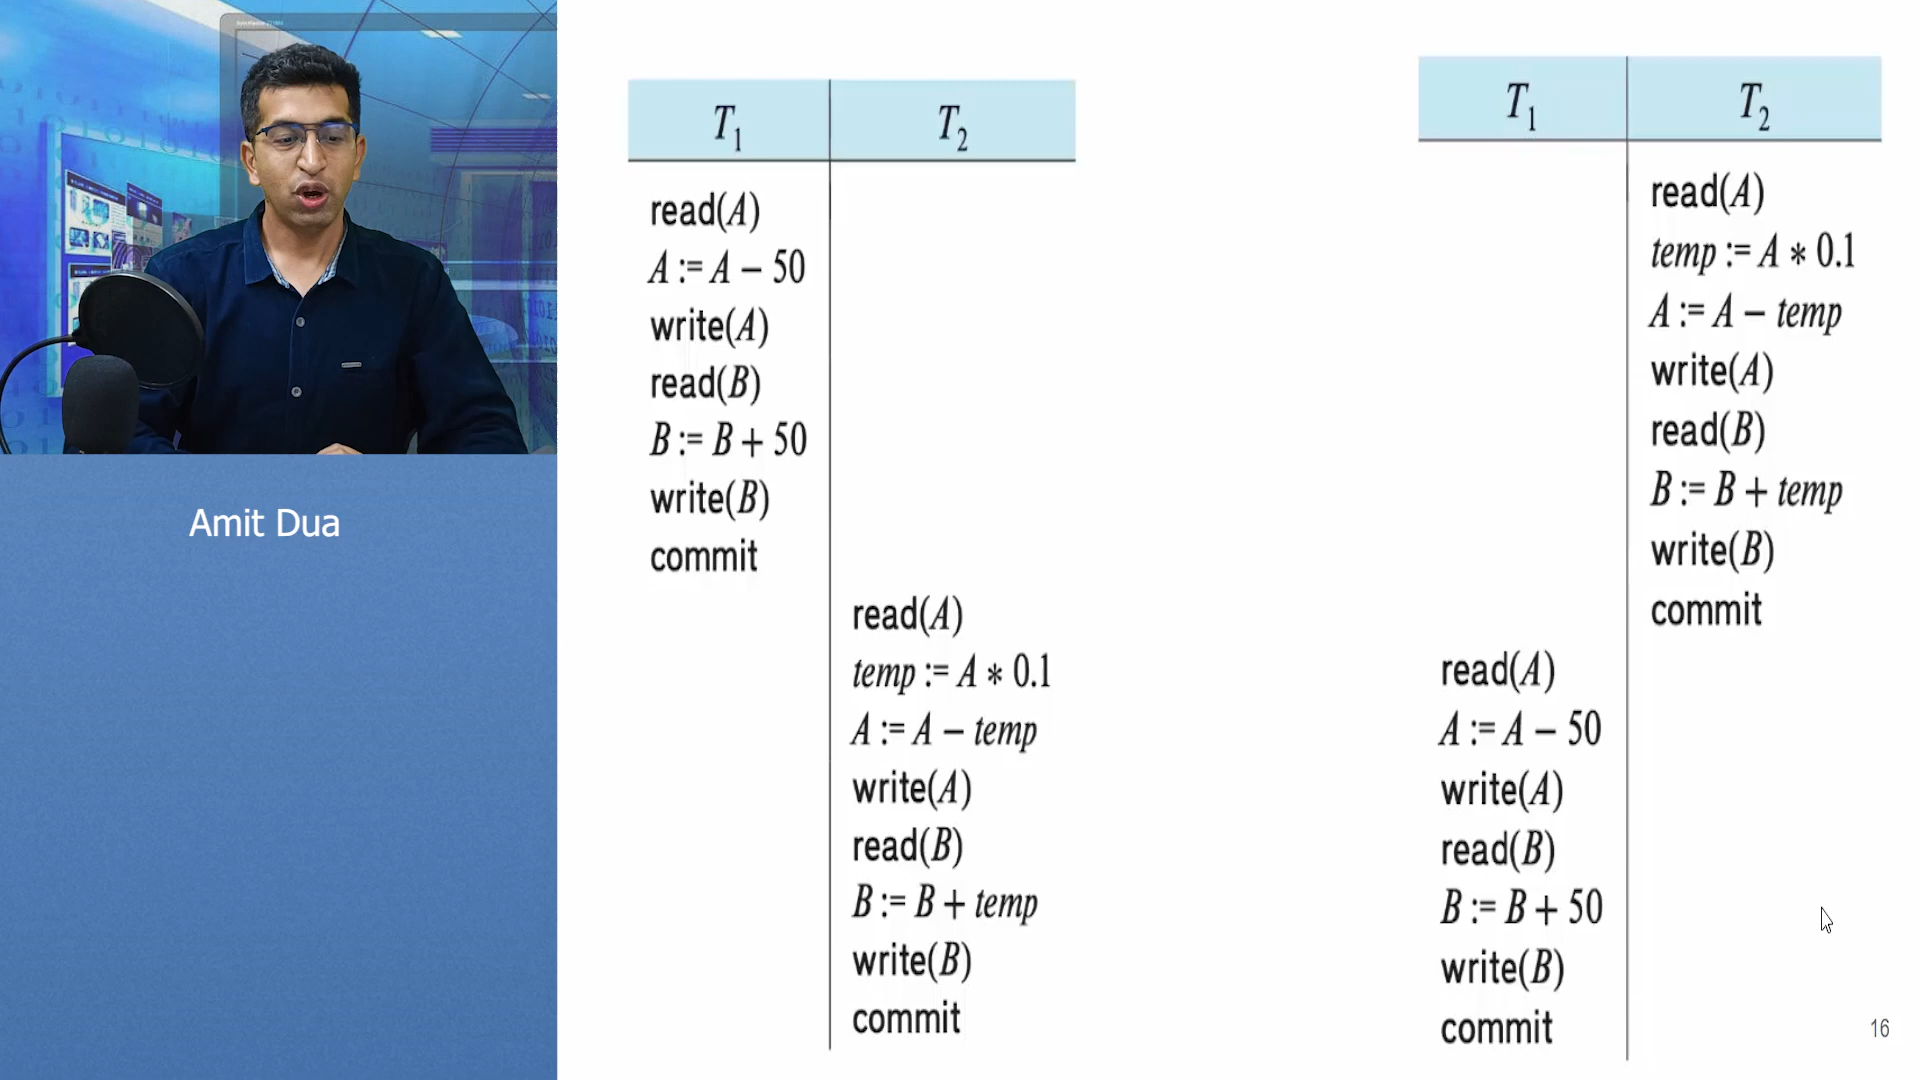 Amit Dua
T1 T2
read(A)
A := A − 50
write(A)
read(B)
B := B + 50
write(B)
commit
read(A)
temp := A ∗ 0.1
A := A − temp
write(A)
read(B)
B := B + temp
write(B)
commit
T1 T2
read(A)
temp := A ∗ 0.1
A := A − temp
write(A)
read(B)
B := B + temp
write(B)
commit
read(A)
A := A − 50
write(A)
read(B)
B := B + 50
write(B)
commit
16